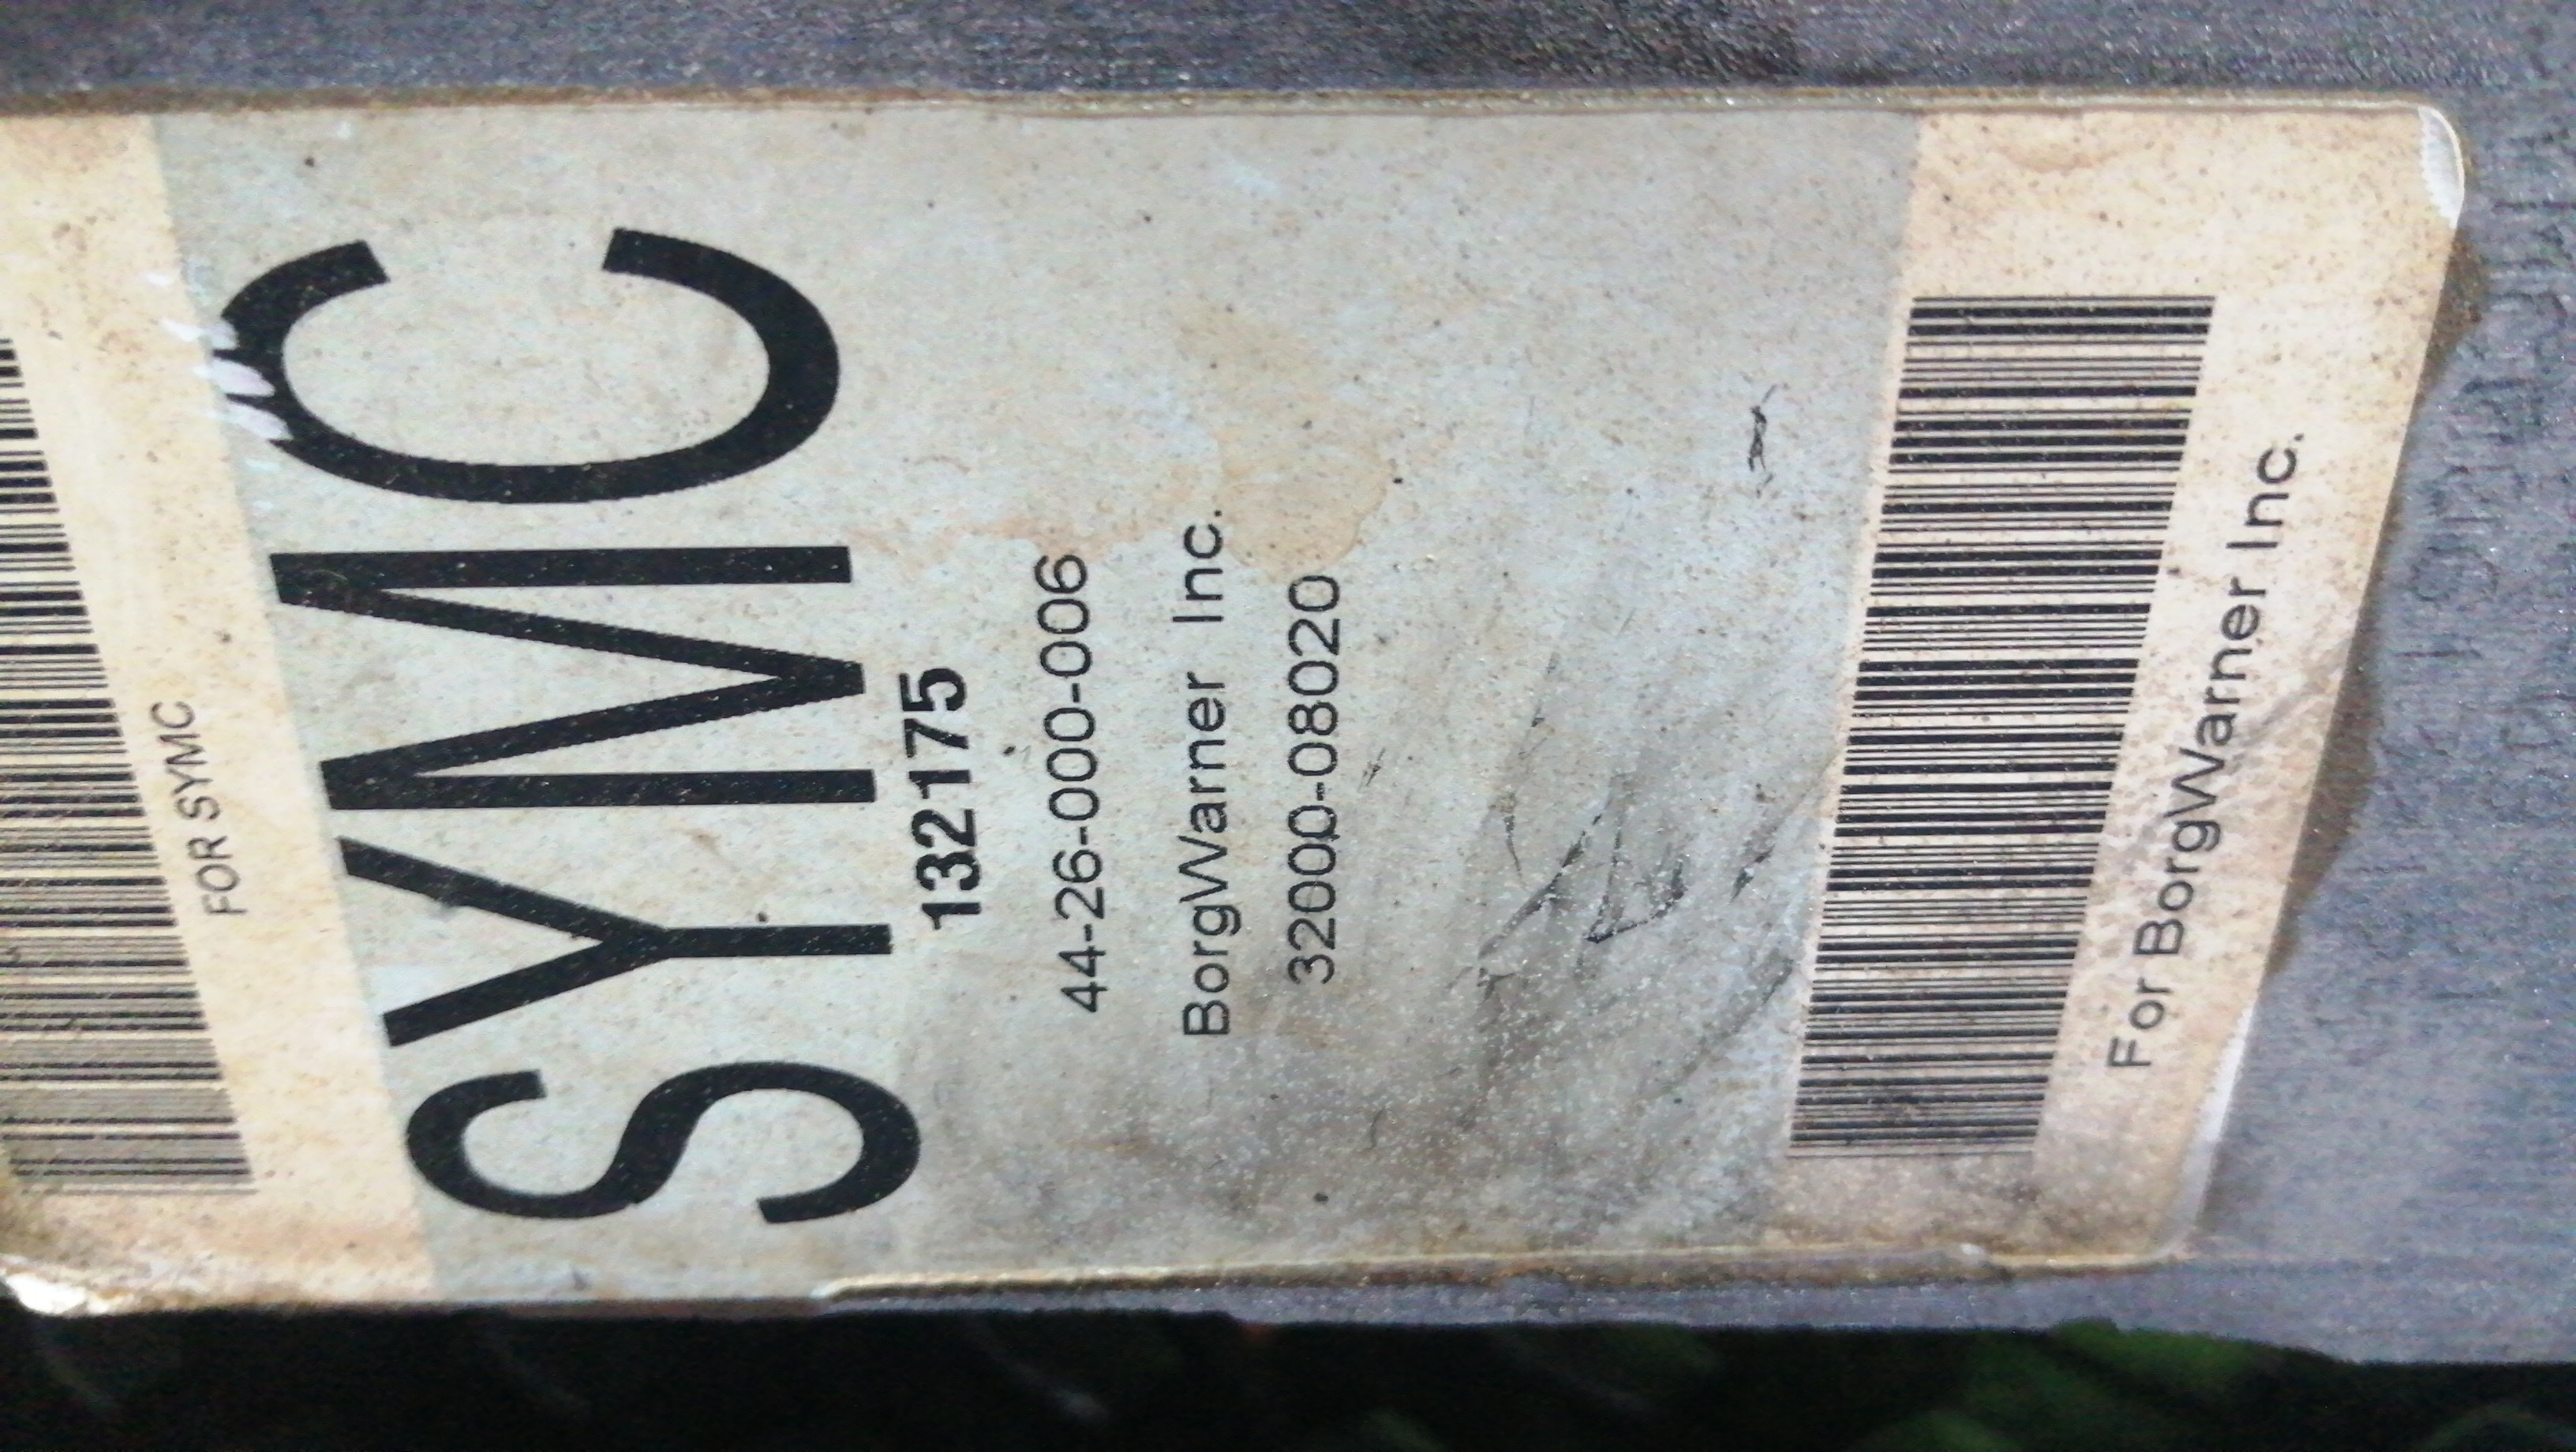 FOR SYMC
SYMC
132175
44-26-000-006
BorgWarner Inc.
32000-08020
For BorgWarner Inc.